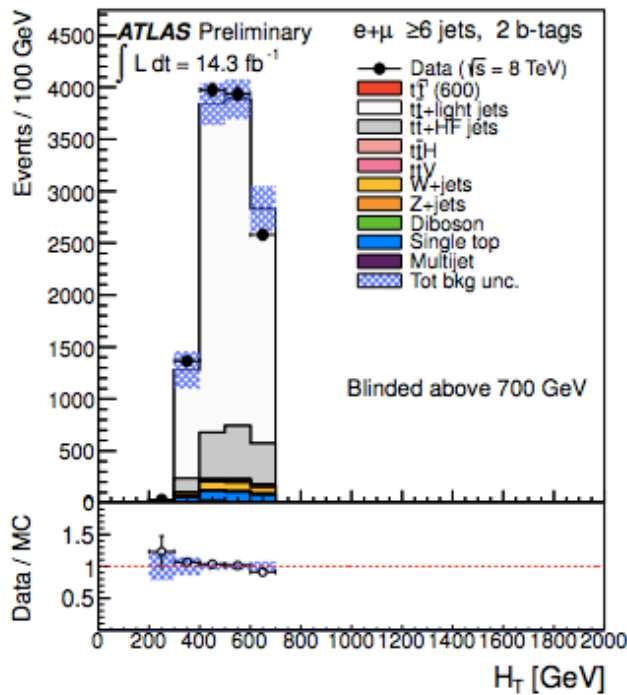 ATLAS Preliminary
∫ L dt = 14.3 fb⁻¹
e+μ ≥6 jets, 2 b-tags
Data (√s = 8 TeV)
tt̄ (600)
tt̄+light jets
tt̄+HF jets
tt̄H
tt̄V
W+jets
Z+jets
Diboson
Single top
Multijet
Tot bkg unc.
Blinded above 700 GeV
Events / 100 GeV
4500
4000
3500
3000
2500
2000
1500
1000
500
0
Data / MC
1.5
1
0.5
0 200 400 600 800 1000 1200 1400 1600 1800 2000
H_T [GeV]